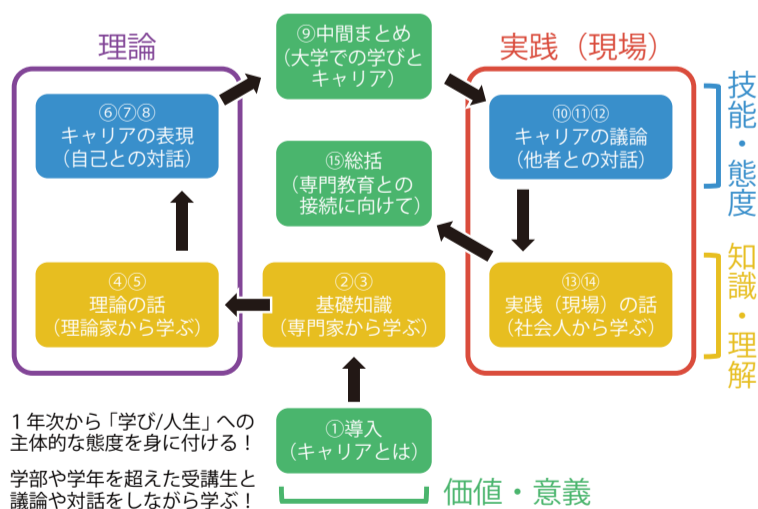 理論
⑨中間まとめ
(大学での学びと
キャリア)
実践（現場）
⑥⑦⑧
キャリアの表現
(自己との対話)
⑩⑪⑫
キャリアの議論
(他者との対話)
技能・態度
⑮総括
(専門教育との
接続に向けて)
④⑤
理論の話
(理論家から学ぶ)
②③
基礎知識
(専門家から学ぶ)
⑬⑭
実践（現場）の話
(社会人から学ぶ)
知識・理解
①導入
(キャリアとは)
価値・意義
１年次から「学び/人生」への
主体的な態度を身に付ける！
学部や学年を超えた受講生と
議論や対話をしながら学ぶ！